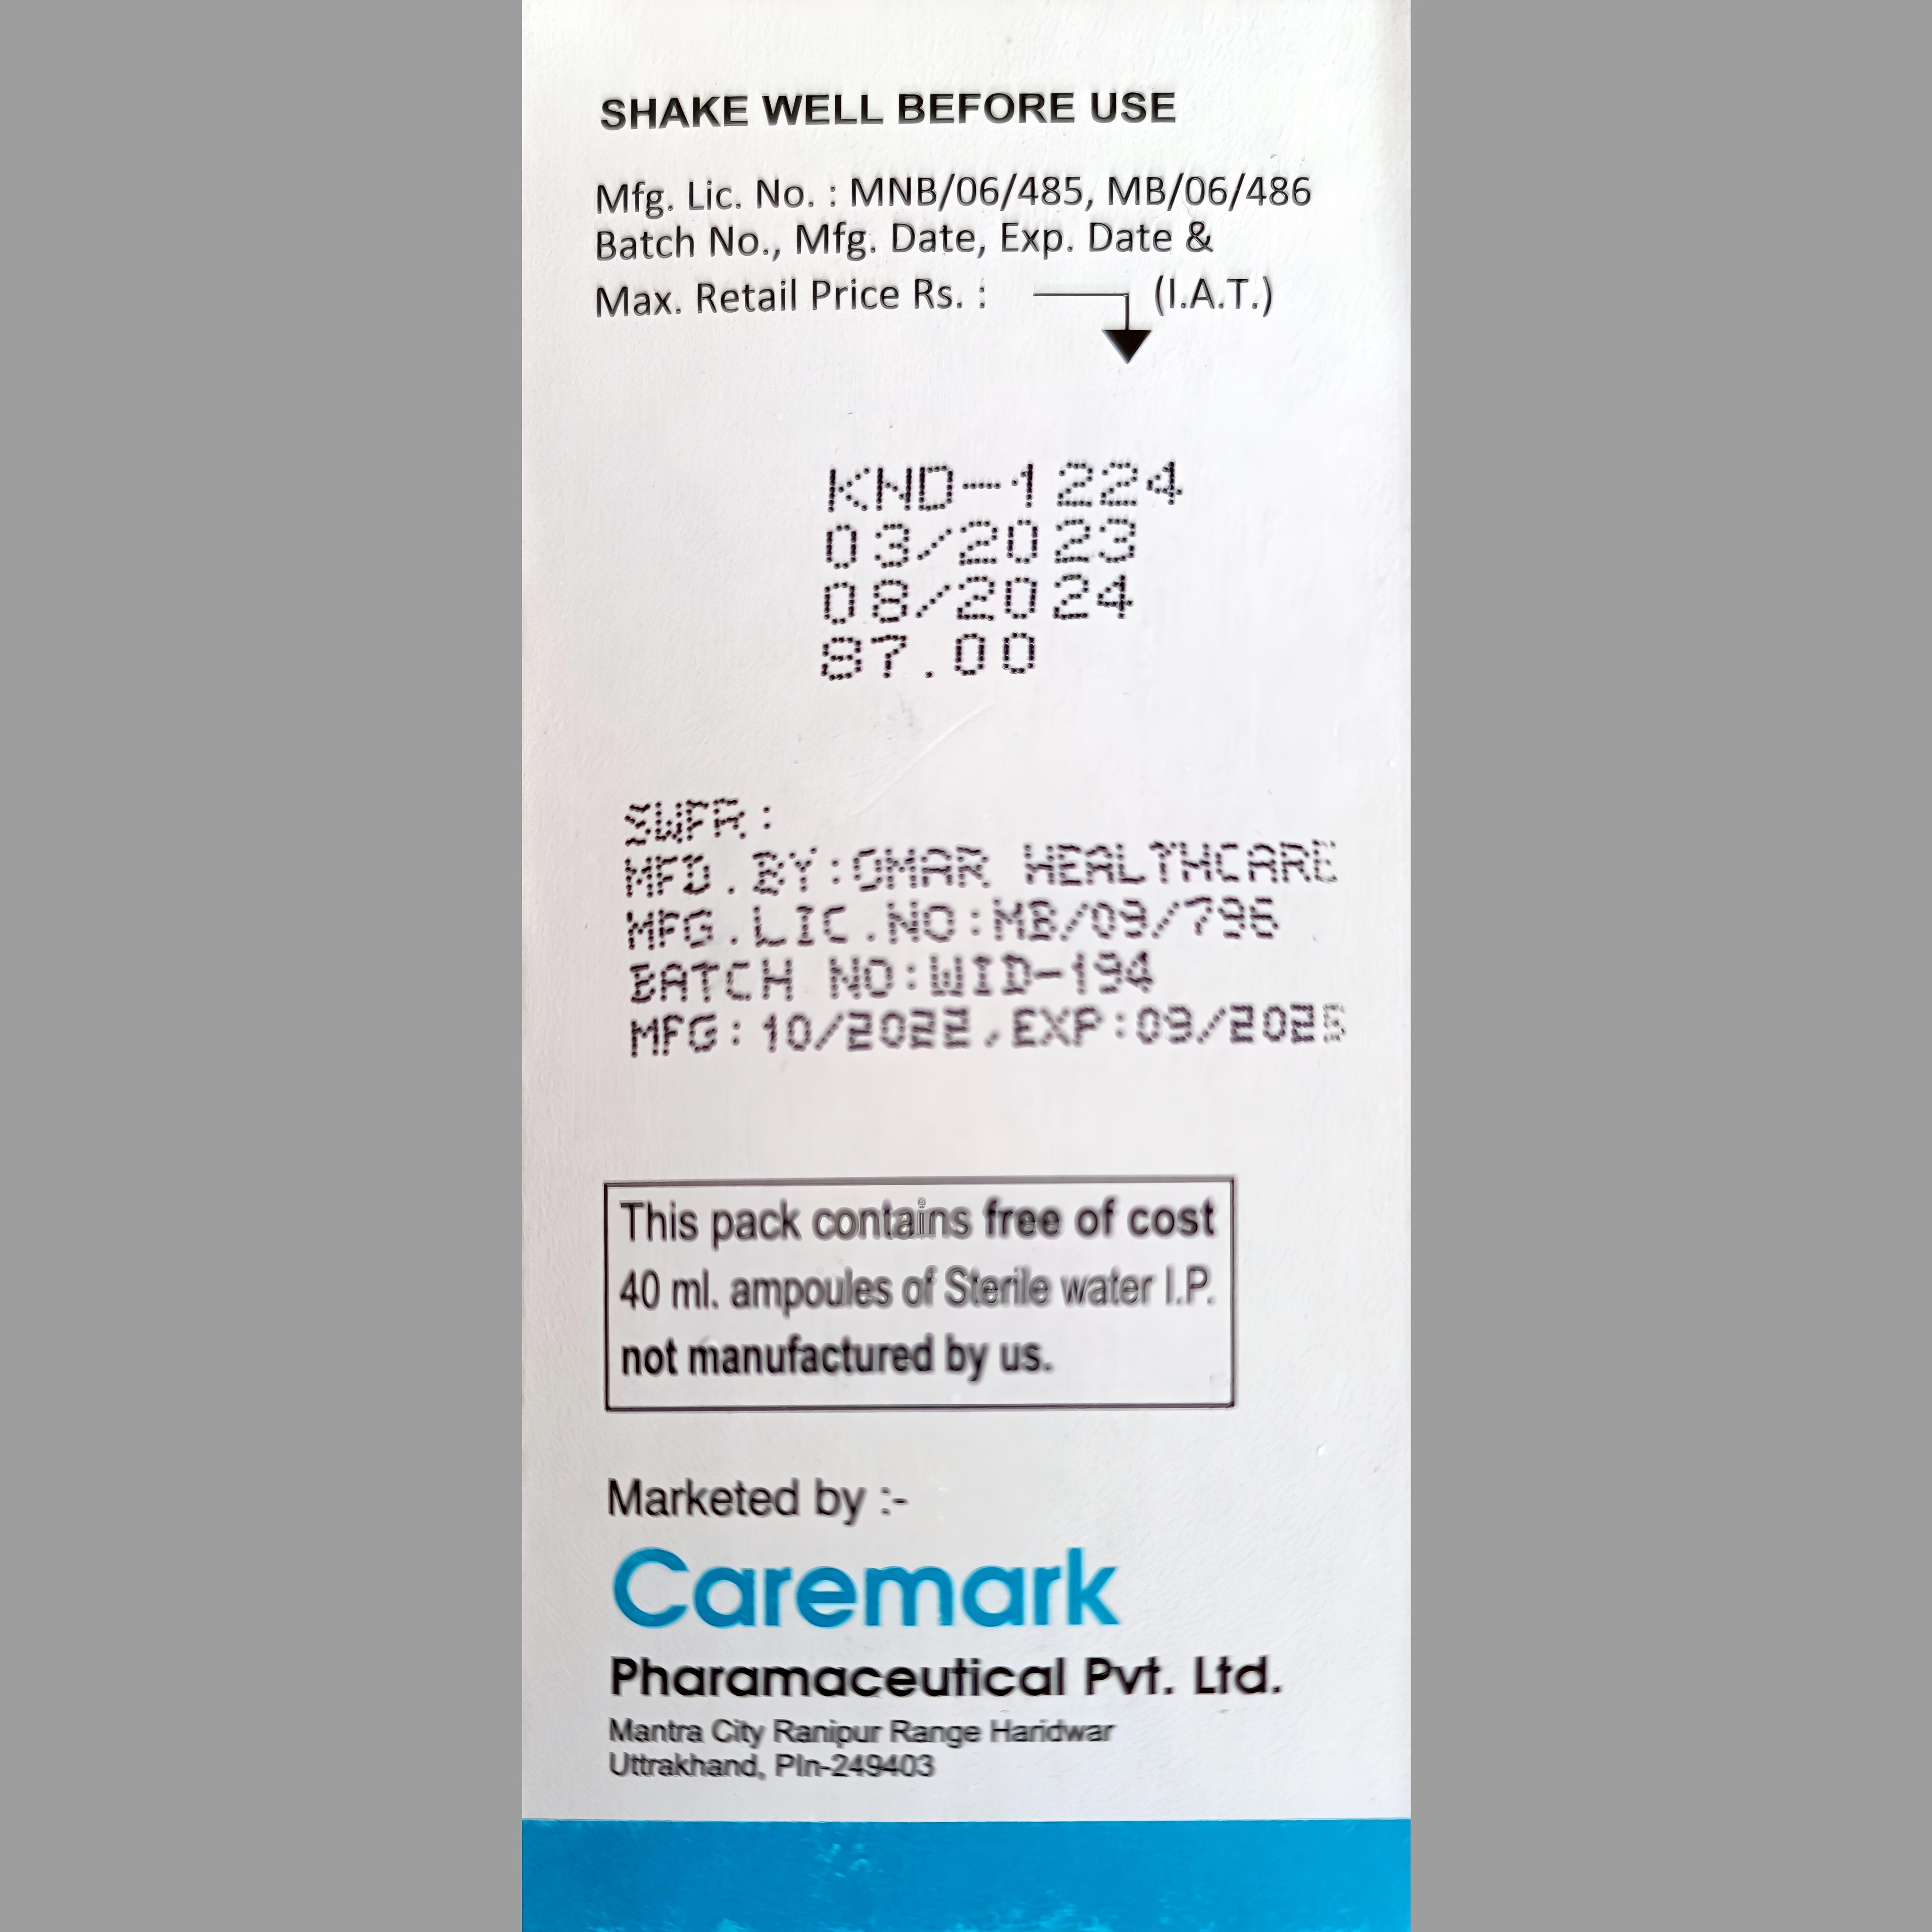 SHAKE WELL BEFORE USE
Mfg. Lic. No. : MNB/06/485, MB/06/486
Batch No., Mfg. Date, Exp. Date &
Max. Retail Price Rs. : (I.A.T.)
KND-1224
03/2023
08/2024
87.00
SWFR:
MFD.BY:OMAR HEALTHCARE
MFG.LIC.NO:MB/09/796
BATCH NO:WID-194
MFG:10/2022,EXP:09/2025
This pack contains free of cost
40 ml. ampoules of Sterile water I.P.
not manufactured by us.
Marketed by :-
Caremark
Pharamaceutical Pvt. Ltd.
Mantra City Ranipur Range Haridwar
Uttrakhand, PIn-249403